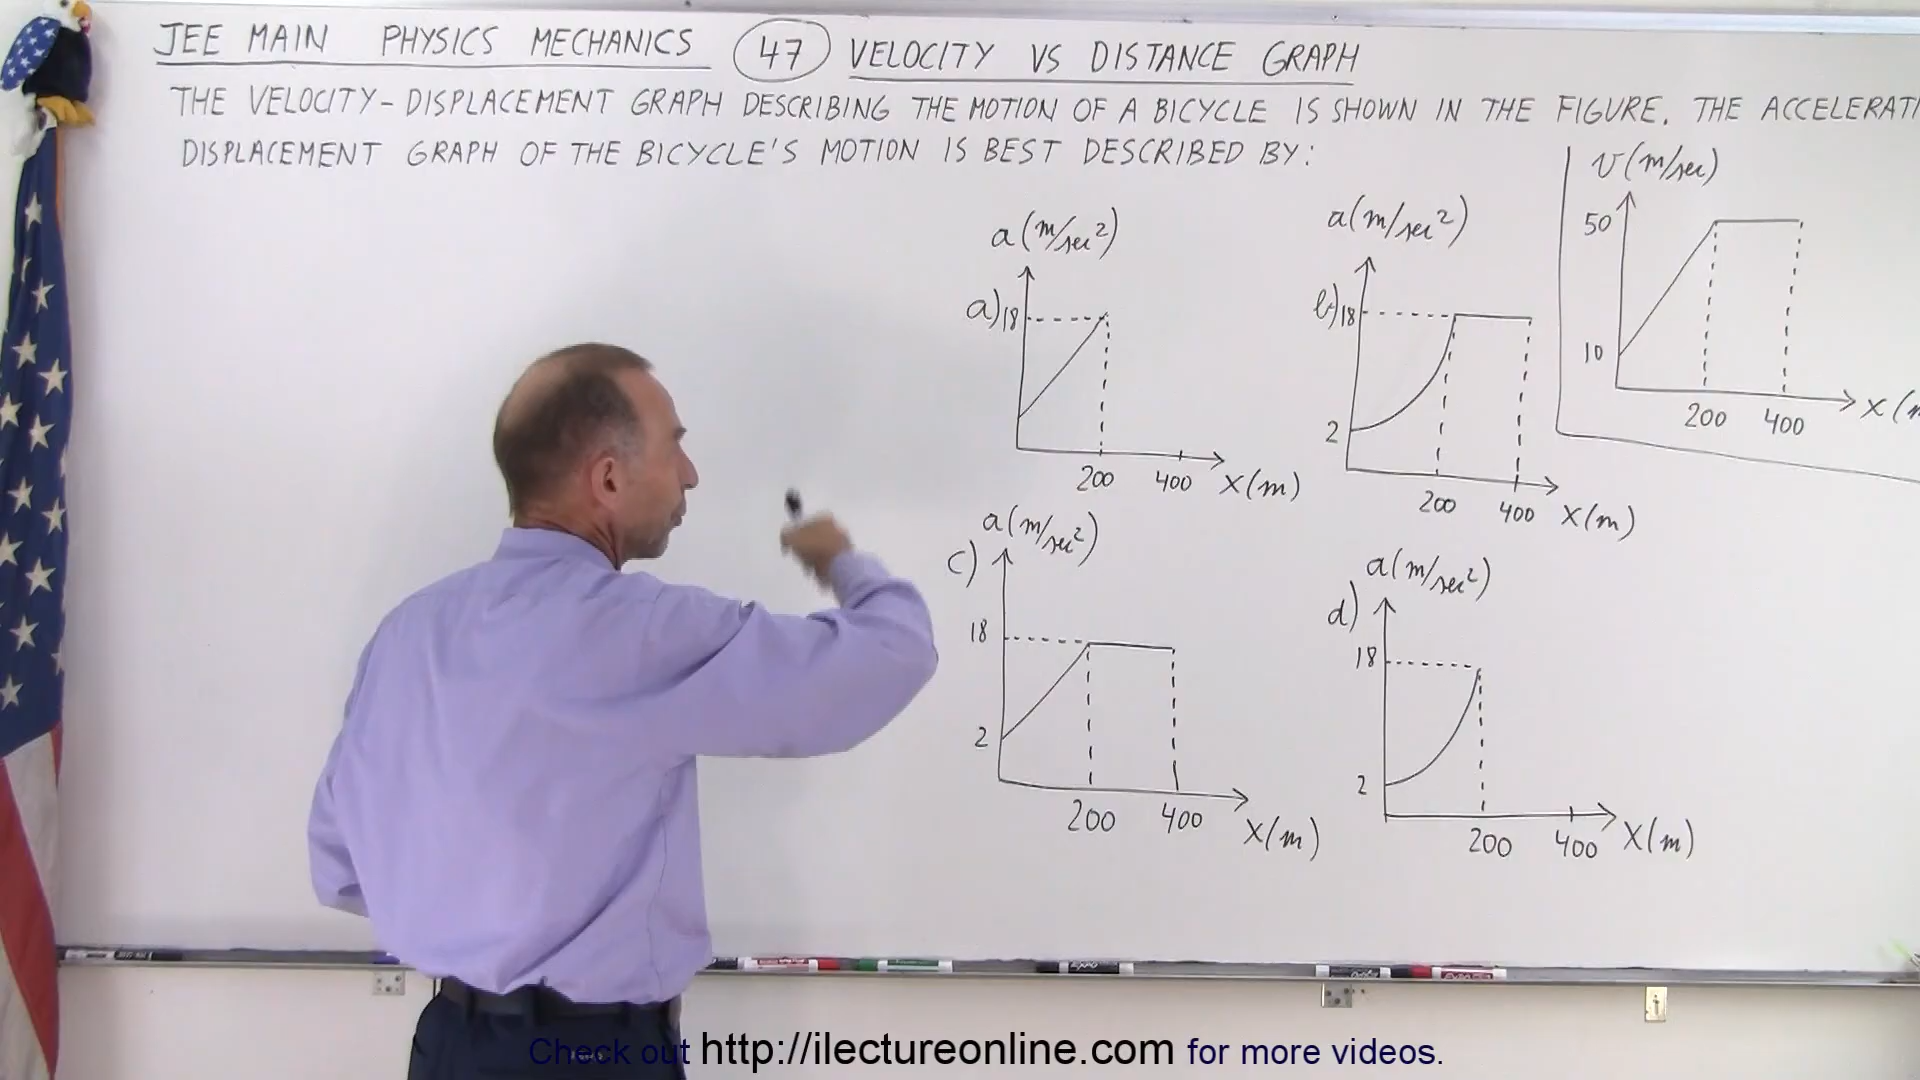 JEE MAIN PHYSICS MECHANICS 47 VELOCITY VS DISTANCE GRAPH
THE VELOCITY-DISPLACEMENT GRAPH DESCRIBING THE MOTION OF A BICYCLE IS SHOWN IN THE FIGURE. THE ACCELERATI
DISPLACEMENT GRAPH OF THE BICYCLE'S MOTION IS BEST DESCRIBED BY:
v(m/sec)
50
10
200 400 X(m
a(m/sec²)
a) 18
200 400 X(m)
a(m/sec²)
b) 18
2
200 400 X(m)
a(m/sec²)
c)
18
2
200 400 X(m)
a(m/sec²)
d)
18
2
200 400 X(m)
Check out http://ilectureonline.com for more videos.